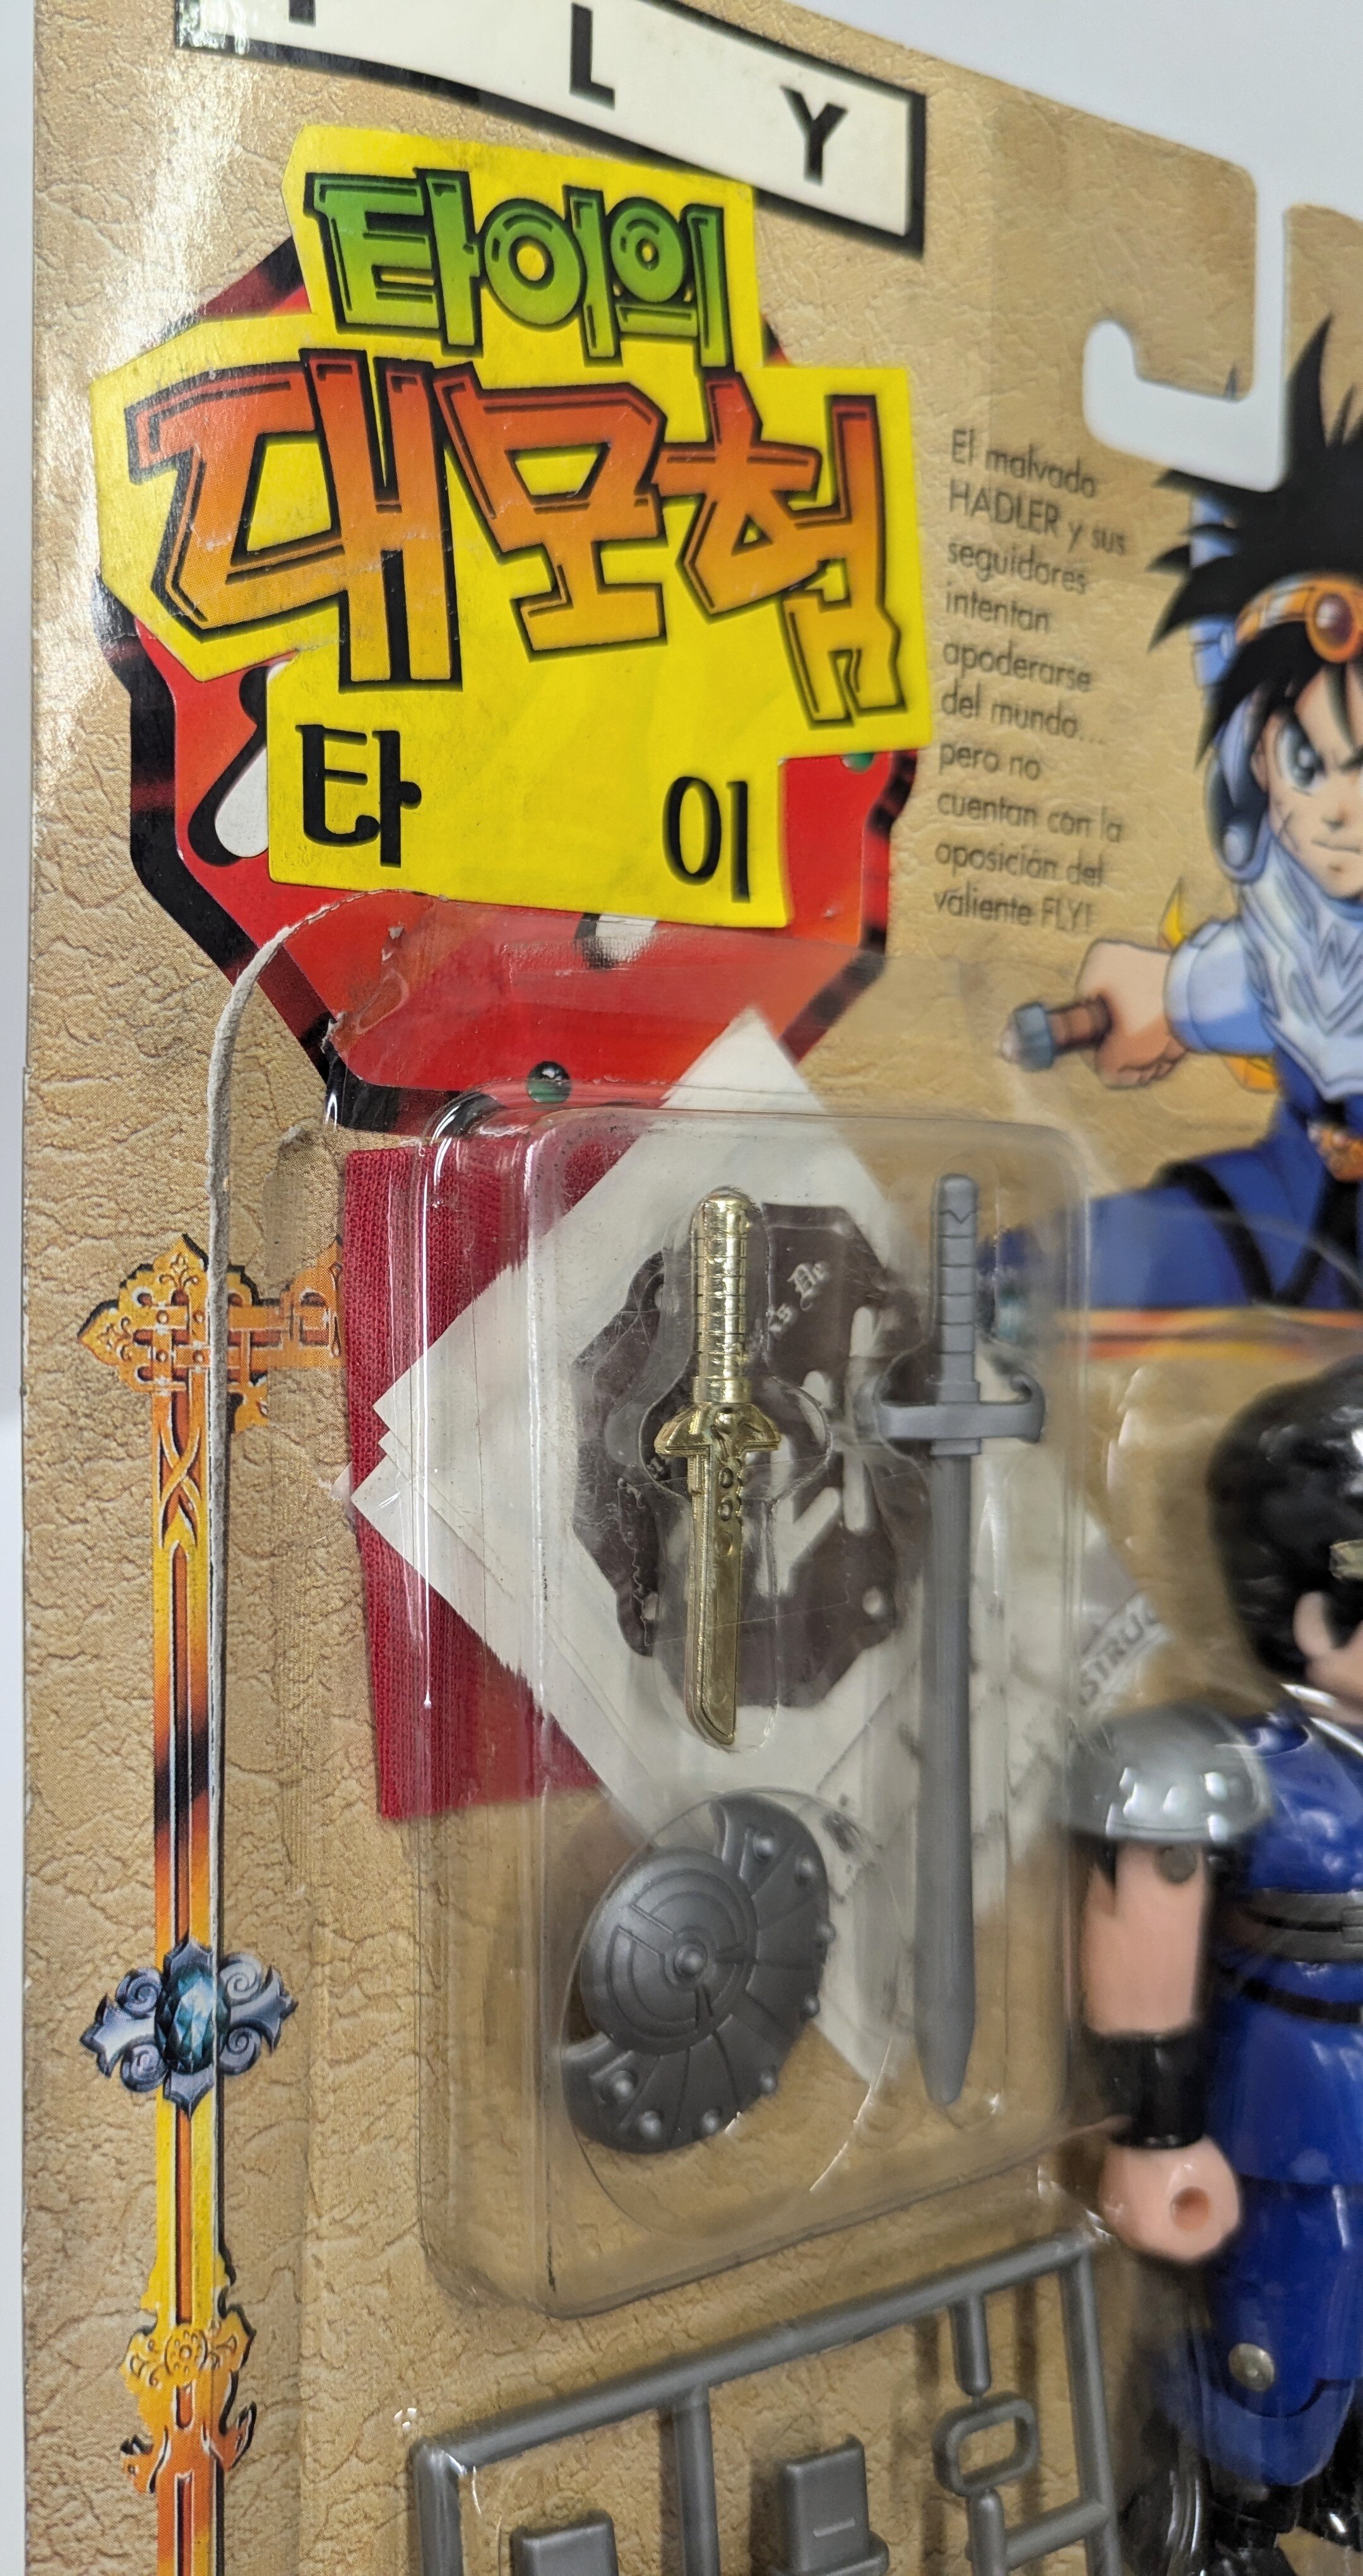 L Y
타이의
대모험
타 이
El malvado
HADLER y sus
seguidores
intentan
apoderarse
del mundo...
pero no
cuentan con la
oposición del
valiente FLY!